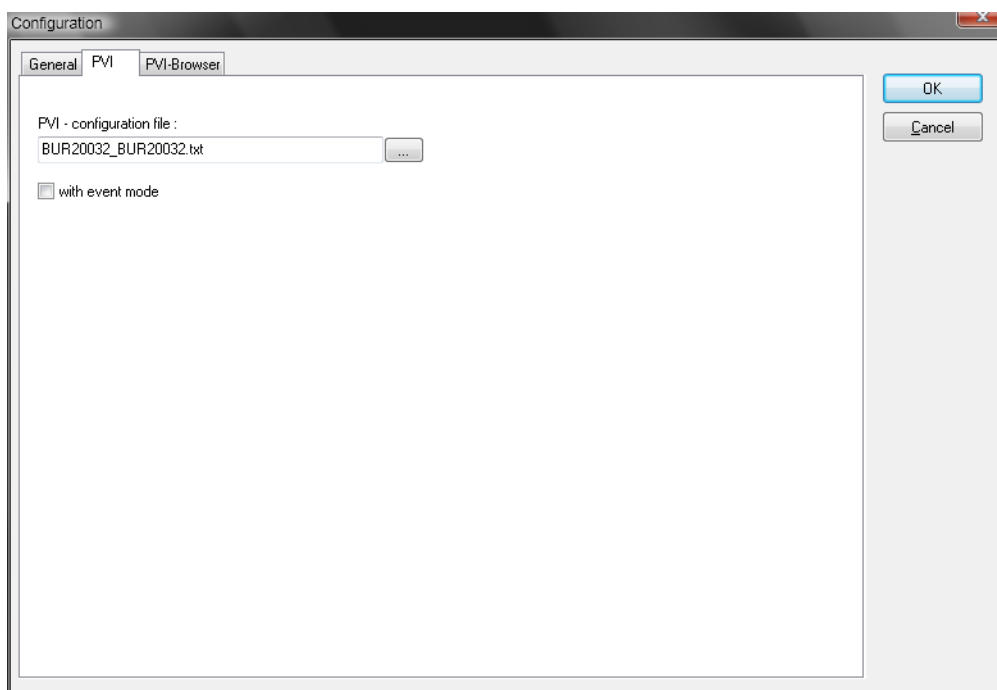 Configuration
General PVI PVI-Browser
OK
Cancel
PVI - configuration file :
BUR20032_BUR20032.txt ...
with event mode